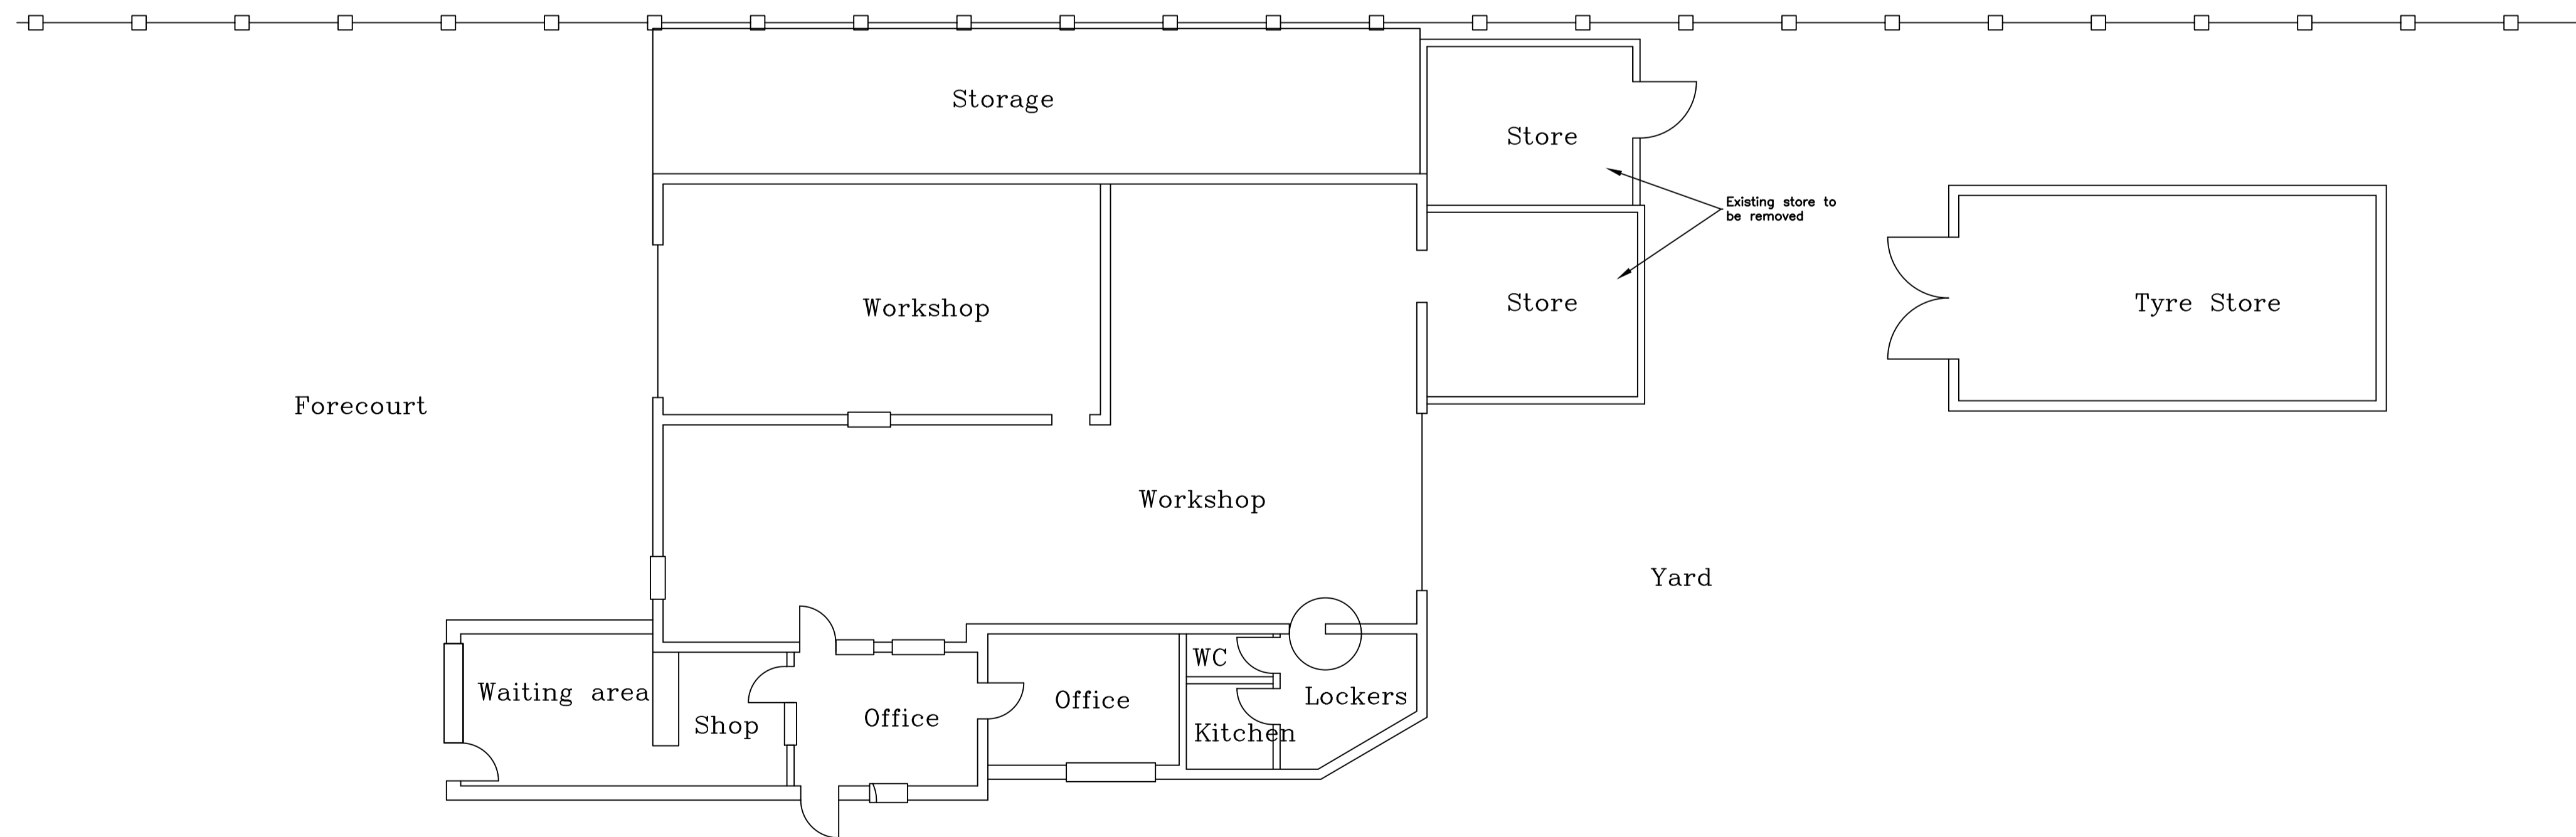 Storage
Store
Existing store to
be removed
Workshop
Store
Tyre Store
Forecourt
Workshop
Yard
WC
Waiting area
Lockers
Office
Office
Shop
Kitchen